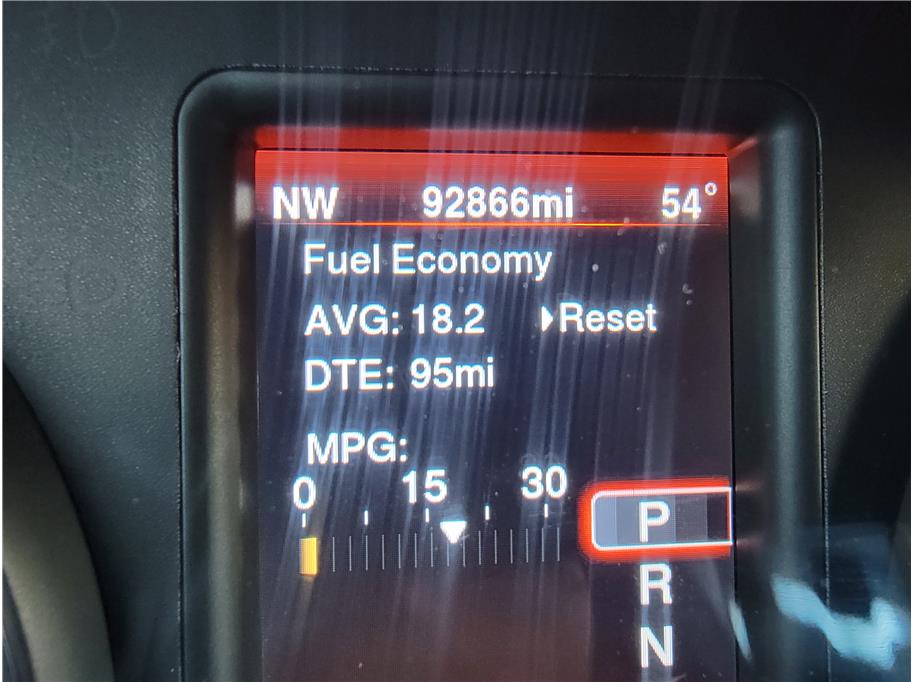 NW 92866mi 54°
Fuel Economy
AVG: 18.2 Reset
DTE: 95mi
MPG:
0 15 30
P
R
N